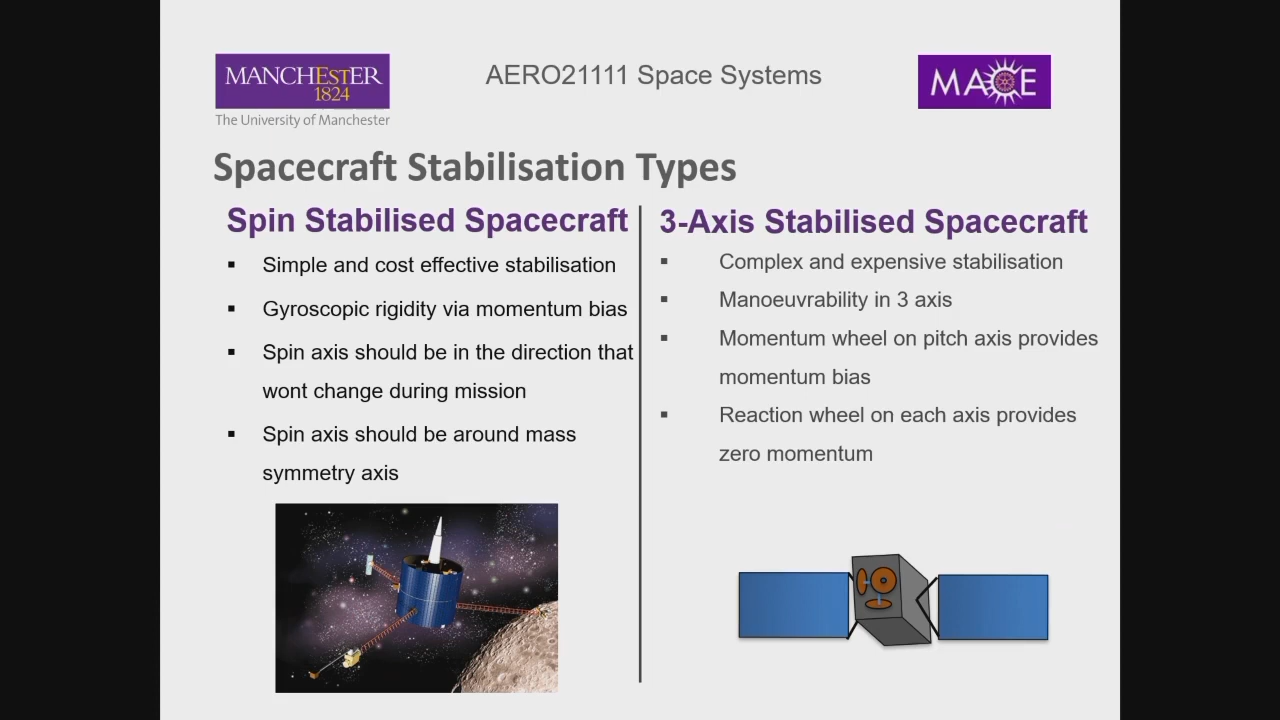 MANCHESTER
1824
The University of Manchester
AERO21111 Space Systems
MACE
Spacecraft Stabilisation Types
Spin Stabilised Spacecraft
▪ Simple and cost effective stabilisation
▪ Gyroscopic rigidity via momentum bias
▪ Spin axis should be in the direction that
wont change during mission
▪ Spin axis should be around mass
symmetry axis
3-Axis Stabilised Spacecraft
▪ Complex and expensive stabilisation
▪ Manoeuvrability in 3 axis
▪ Momentum wheel on pitch axis provides
momentum bias
▪ Reaction wheel on each axis provides
zero momentum